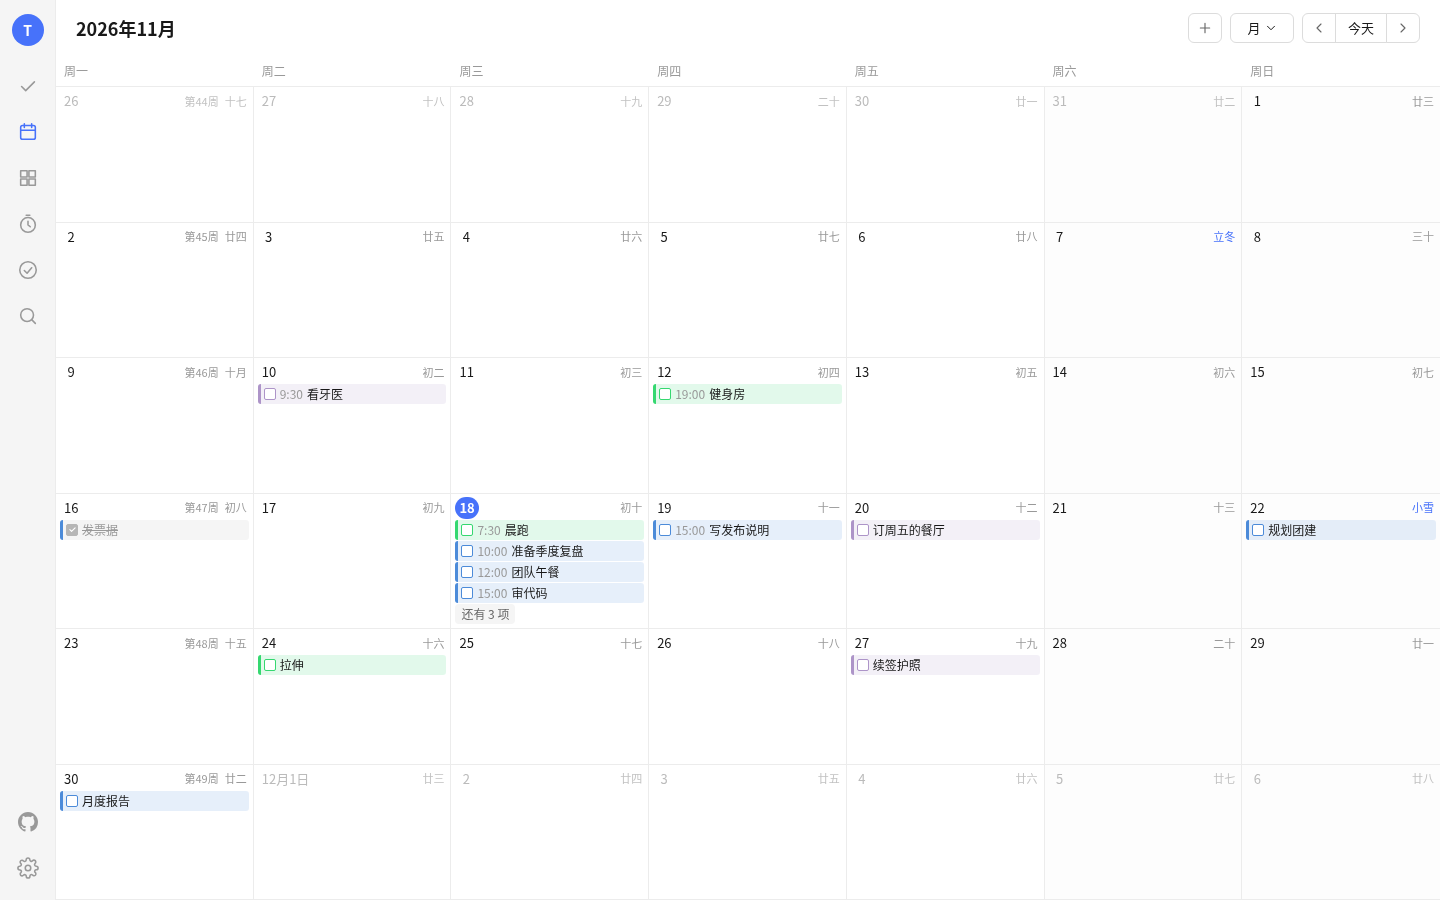 T
2026年11月
月
今天
周一 周二 周三 周四 周五 周六 周日
26 第44周 十七 27 十八 28 十九 29 二十 30 廿一 31 廿二 1 廿三
2 第45周 廿四 3 廿五 4 廿六 5 廿七 6 廿八 7 立冬 8 三十
9 第46周 十月 10 初二 11 初三 12 初四 13 初五 14 初六 15 初七
9:30 看牙医 19:00 健身房
16 第47周 初八 17 初九 18 初十 19 十一 20 十二 21 十三 22 小雪
发票据 7:30 晨跑 15:00 写发布说明 订周五的餐厅 规划团建
10:00 准备季度复盘
12:00 团队午餐
15:00 审代码
还有 3 项
23 第48周 十五 24 十六 25 十七 26 十八 27 十九 28 二十 29 廿一
拉伸 续签护照
30 第49周 廿二 12月1日 廿三 2 廿四 3 廿五 4 廿六 5 廿七 6 廿八
月度报告